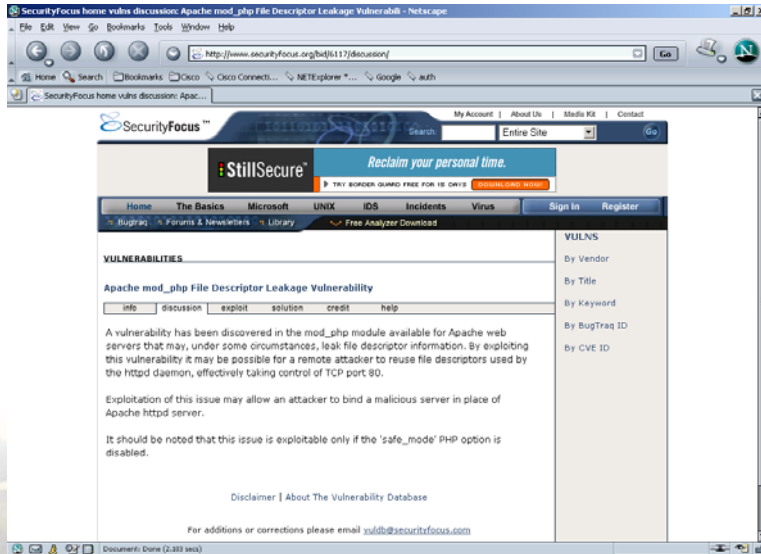 SecurityFocus home vulns discussion: Apache mod_php File Descriptor Leakage Vulnerabili - Netscape
File Edit View Go Bookmarks Tools Window Help
http://www.securityfocus.org/bid/6117/discussion/
Go
Home Search Bookmarks Cisco Cisco Connecti... NETExplorer *... Google auth
SecurityFocus home vulns discussion: Apac...
My Account | About Us | Media Kit | Contact
SecurityFocus ™
Search: Entire Site Go
StillSecure™
Reclaim your personal time.
TRY BORDER GUARD FREE FOR 15 DAYS DOWNLOAD NOW!
Home The Basics Microsoft UNIX IDS Incidents Virus Sign In Register
Bugtraq Forums & Newsletters Library Free Analyzer Download
VULNS
By Vendor
By Title
By Keyword
By BugTraq ID
By CVE ID
VULNERABILITIES
Apache mod_php File Descriptor Leakage Vulnerability
info discussion exploit solution credit help
A vulnerability has been discovered in the mod_php module available for Apache web
servers that may, under some circumstances, leak file descriptor information. By exploiting
this vulnerability it may be possible for a remote attacker to reuse file descriptors used by
the httpd daemon, effectively taking control of TCP port 80.
Exploitation of this issue may allow an attacker to bind a malicious server in place of
Apache httpd server.
It should be noted that this issue is exploitable only if the 'safe_mode' PHP option is
disabled.
Disclaimer | About The Vulnerability Database
For additions or corrections please email vuldb@securityfocus.com
Document: Done (2.333 secs)